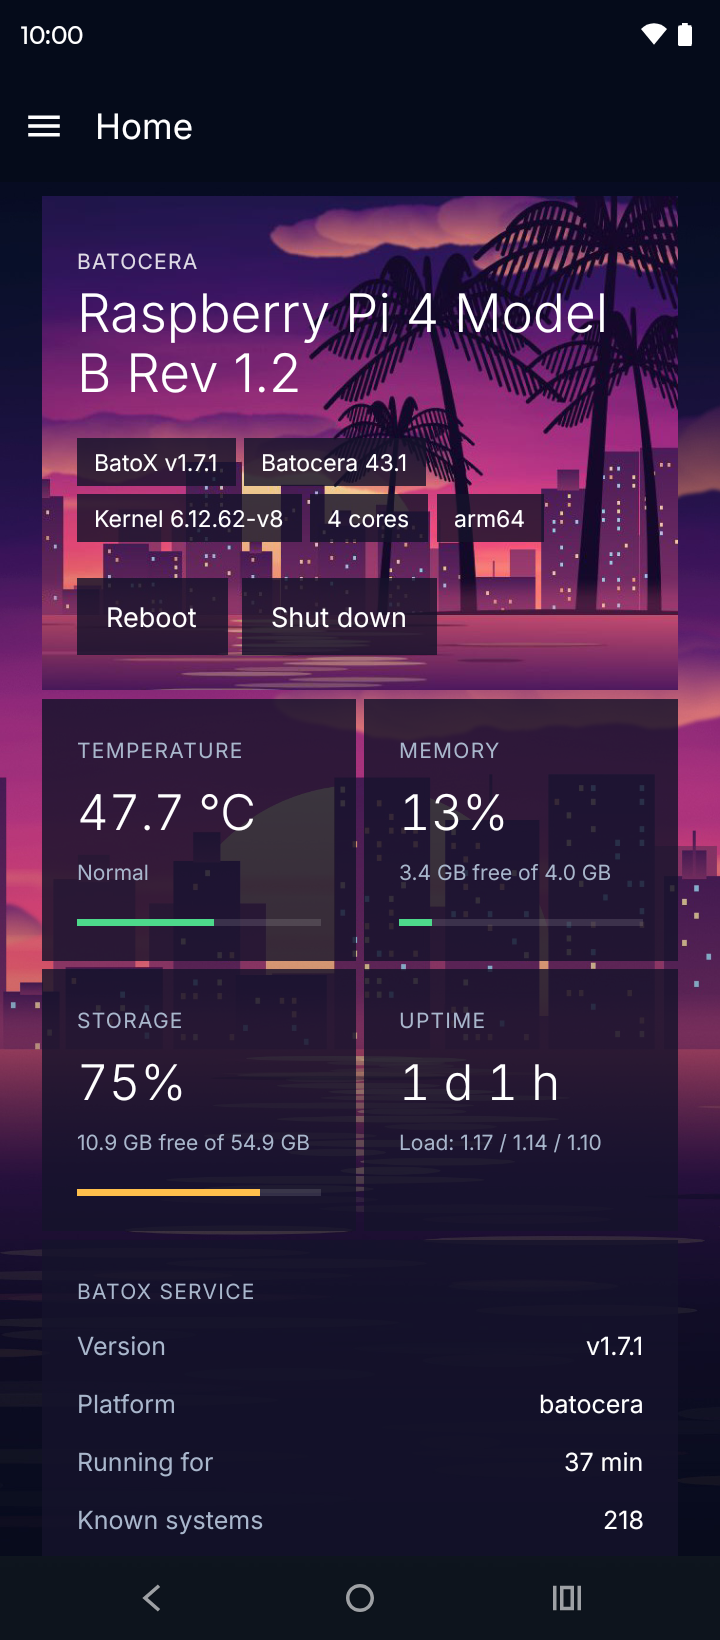 10:00
Home
BATOCERA
Raspberry Pi 4 Model
B Rev 1.2
BatoX v1.7.1 Batocera 43.1
Kernel 6.12.62-v8 4 cores arm64
Reboot Shut down
TEMPERATURE
47.7 °C
Normal
MEMORY
13%
3.4 GB free of 4.0 GB
STORAGE
75%
10.9 GB free of 54.9 GB
UPTIME
1 d 1 h
Load: 1.17 / 1.14 / 1.10
BATOX SERVICE
Version v1.7.1
Platform batocera
Running for 37 min
Known systems 218